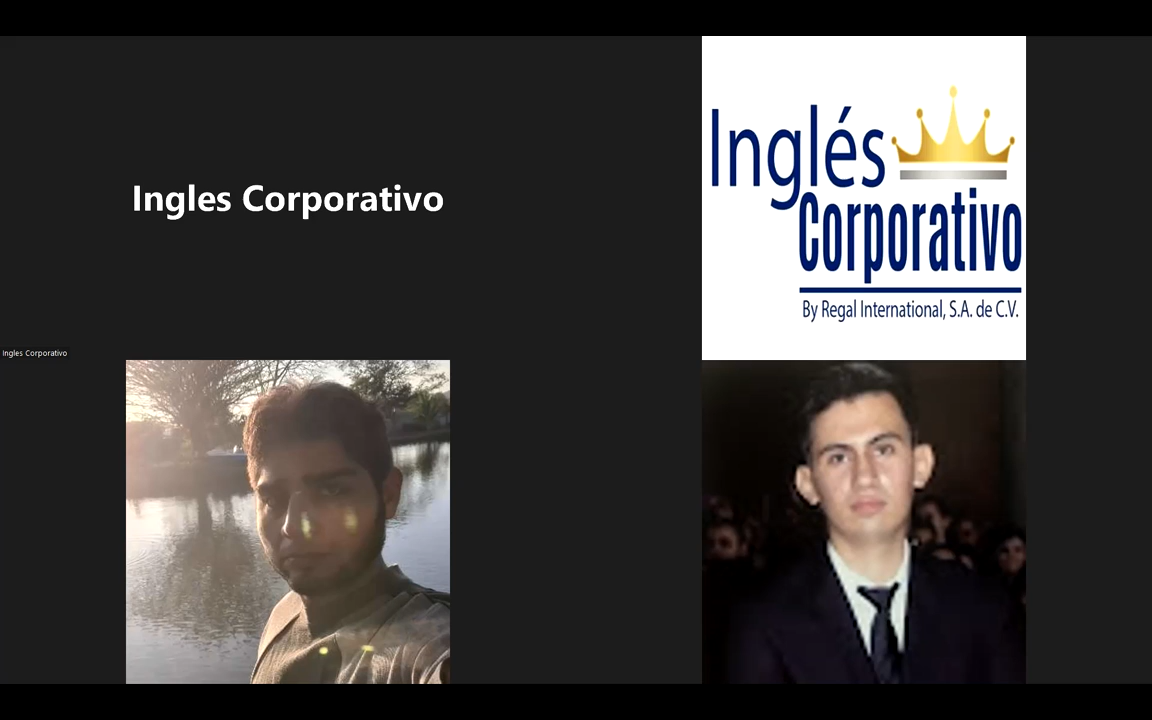 Ingles Corporativo
Inglés
Corporativo
By Regal International, S.A. de C.V.
Ingles Corporativo